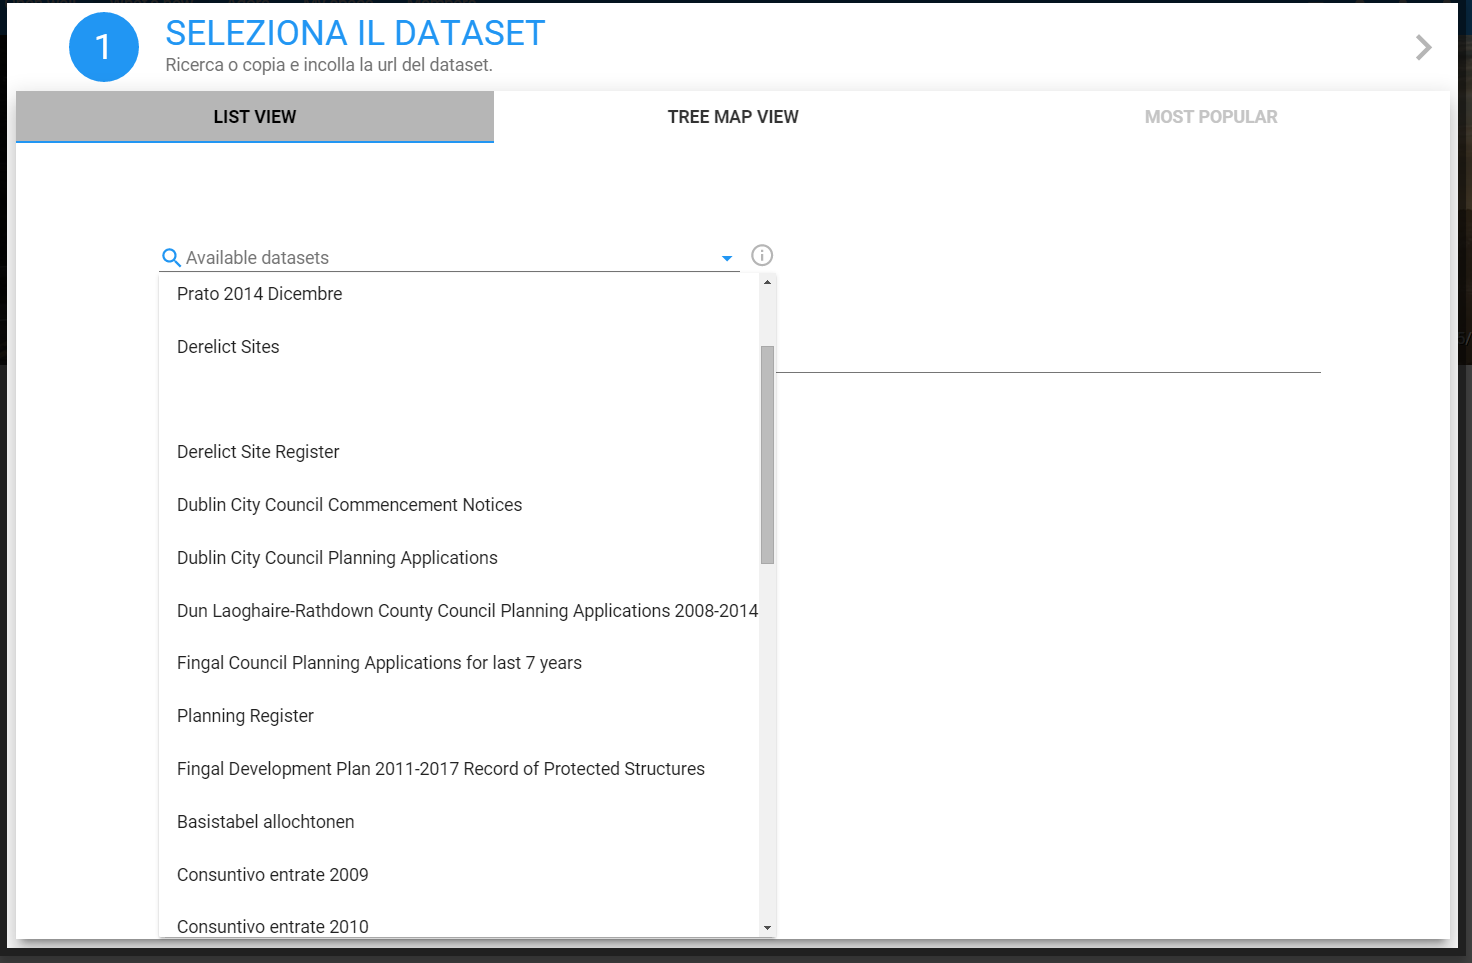 1
SELEZIONA IL DATASET
Ricerca o copia e incolla la url del dataset.
LIST VIEW
TREE MAP VIEW
MOST POPULAR
Available datasets
Prato 2014 Dicembre
Derelict Sites
Derelict Site Register
Dublin City Council Commencement Notices
Dublin City Council Planning Applications
Dun Laoghaire-Rathdown County Council Planning Applications 2008-2014
Fingal Council Planning Applications for last 7 years
Planning Register
Fingal Development Plan 2011-2017 Record of Protected Structures
Basistabel allochtonen
Consuntivo entrate 2009
Consuntivo entrate 2010